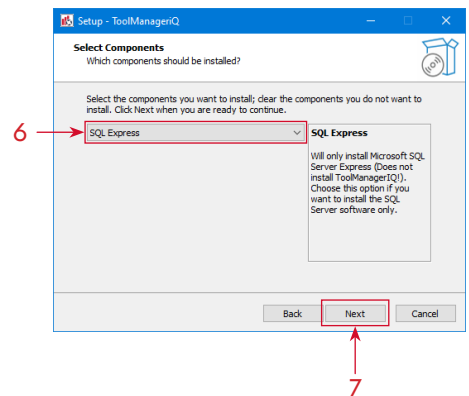 Setup - ToolManageriQ
Select Components
Which components should be installed?
Select the components you want to install; clear the components you do not want to
install. Click Next when you are ready to continue.
6
SQL Express
SQL Express
Will only install Microsoft SQL
Server Express (Does not
install ToolManagerIQ!).
Choose this option if you
want to install the SQL
Server software only.
Back
Next
Cancel
7